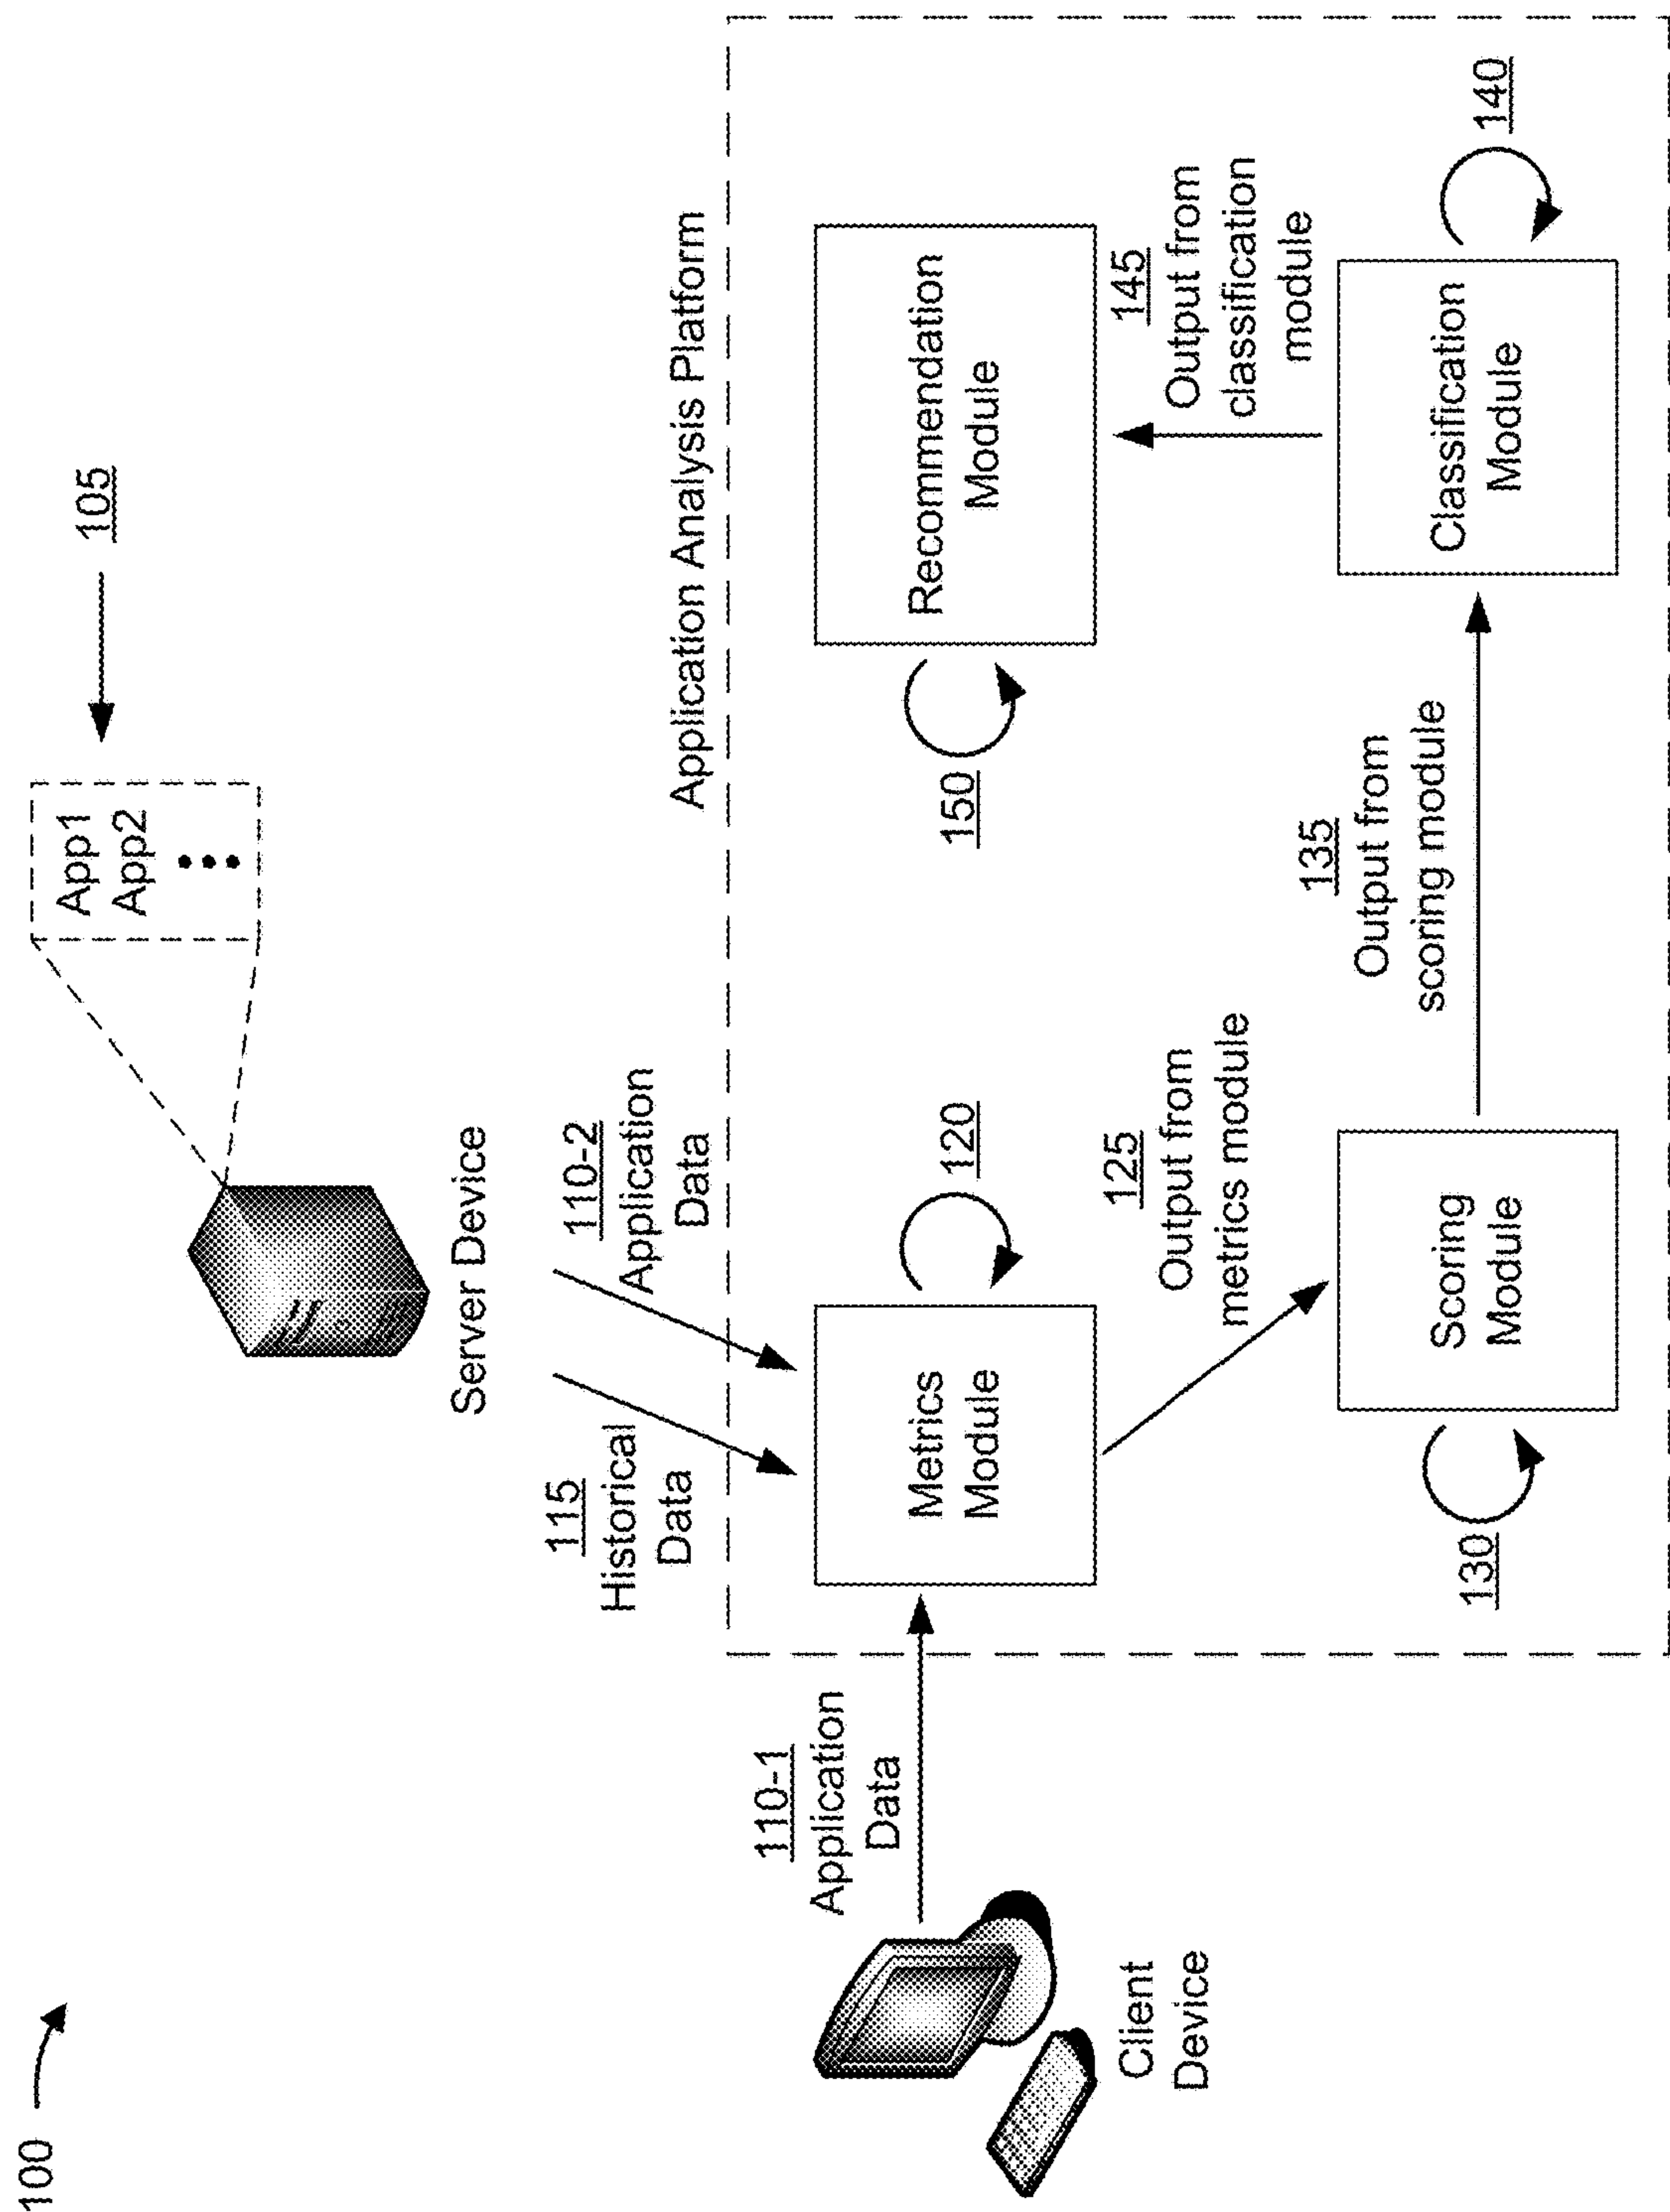 100
105
App1
App2
Server Device
115
Historical
Data
110-2
Application
Data
Application Analysis Platform
110-1
Application
Data
Client
Device
Metrics
Module
120
150
Recommendation
Module
125
Output from
metrics module
145
Output from
classification
module
130
Scoring
Module
135
Output from
scoring module
Classification
Module
140